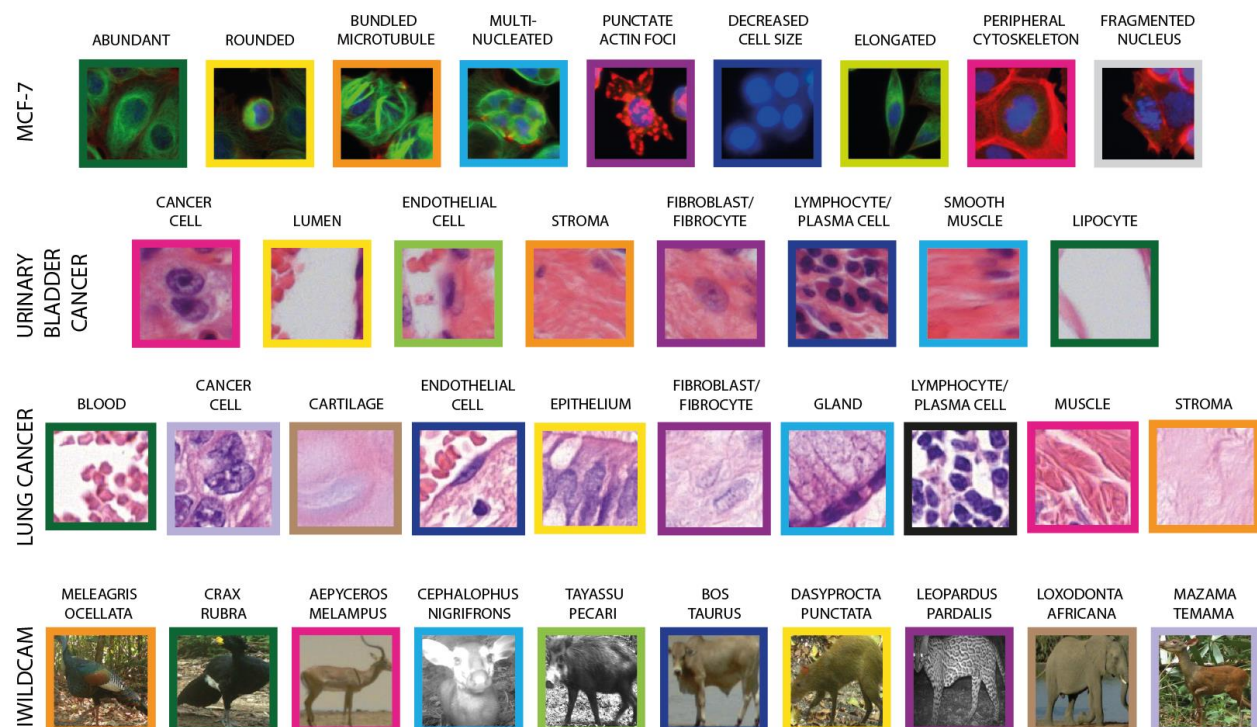 MCF-7
ABUNDANT
ROUNDED
BUNDLED
MICROTUBULE
MULTI-
NUCLEATED
PUNCTATE
ACTIN FOCI
DECREASED
CELL SIZE
ELONGATED
PERIPHERAL
CYTOSKELETON
FRAGMENTED
NUCLEUS
URINARY
BLADDER
CANCER
CANCER
CELL
LUMEN
ENDOTHELIAL
CELL
STROMA
FIBROBLAST/
FIBROCYTE
LYMPHOCYTE/
PLASMA CELL
SMOOTH
MUSCLE
LIPOCYTE
LUNG CANCER
BLOOD
CANCER
CELL
CARTILAGE
ENDOTHELIAL
CELL
EPITHELIUM
FIBROBLAST/
FIBROCYTE
GLAND
LYMPHOCYTE/
PLASMA CELL
MUSCLE
STROMA
IWILDCAM
MELEAGRIS
OCELLATA
CRAX
RUBRA
AEPYCEROS
MELAMPUS
CEPHALOPHUS
NIGRIFRONS
TAYASSU
PECARI
BOS
TAURUS
DASYPROCTA
PUNCTATA
LEOPARDUS
PARDALIS
LOXODONTA
AFRICANA
MAZAMA
TEMAMA